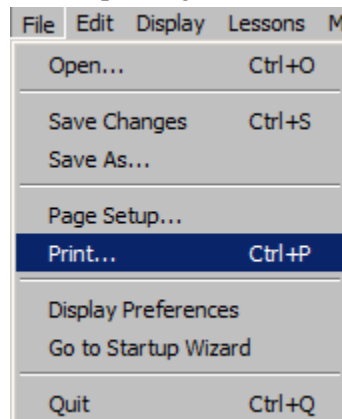 File Edit Display Lessons
Open... Ctrl+O
Save Changes Ctrl+S
Save As...
Page Setup...
Print... Ctrl+P
Display Preferences
Go to Startup Wizard
Quit Ctrl+Q